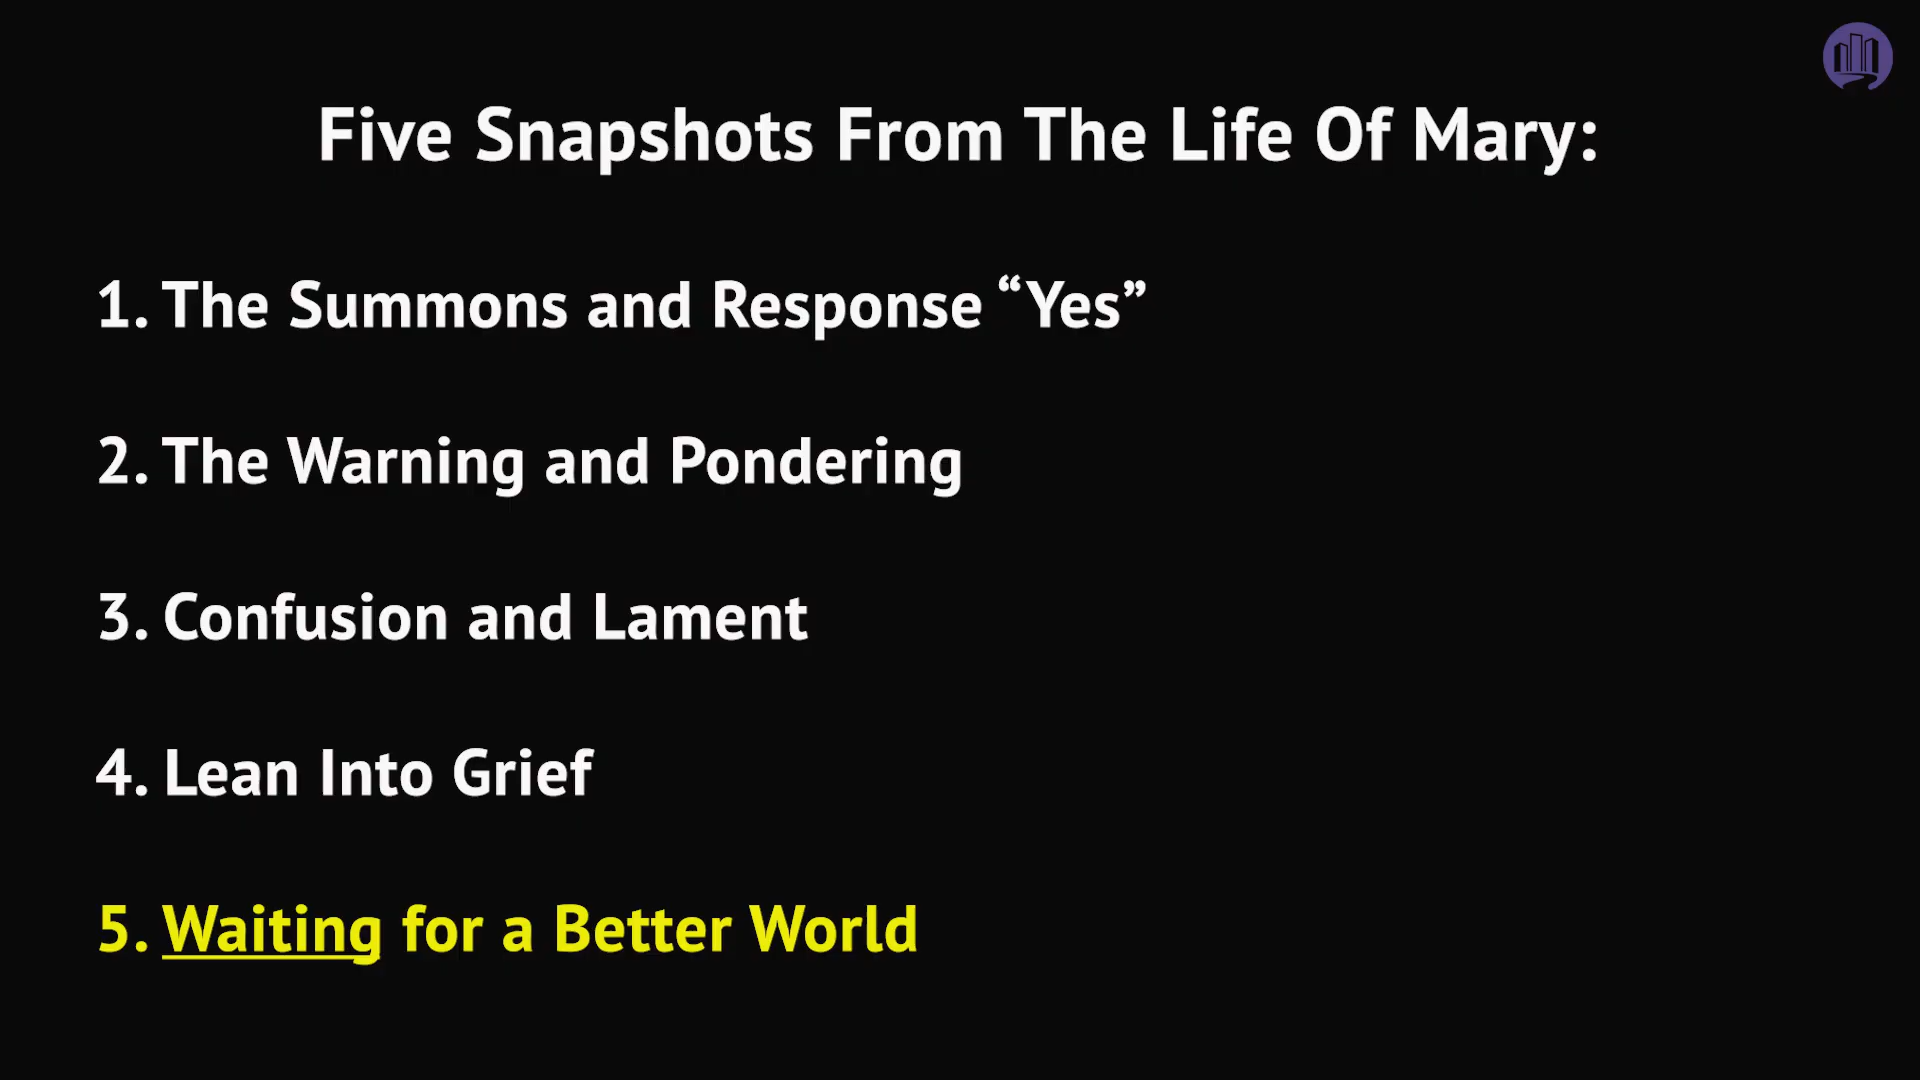 Five Snapshots From The Life Of Mary:
1. The Summons and Response “Yes”
2. The Warning and Pondering
3. Confusion and Lament
4. Lean Into Grief
5. Waiting for a Better World